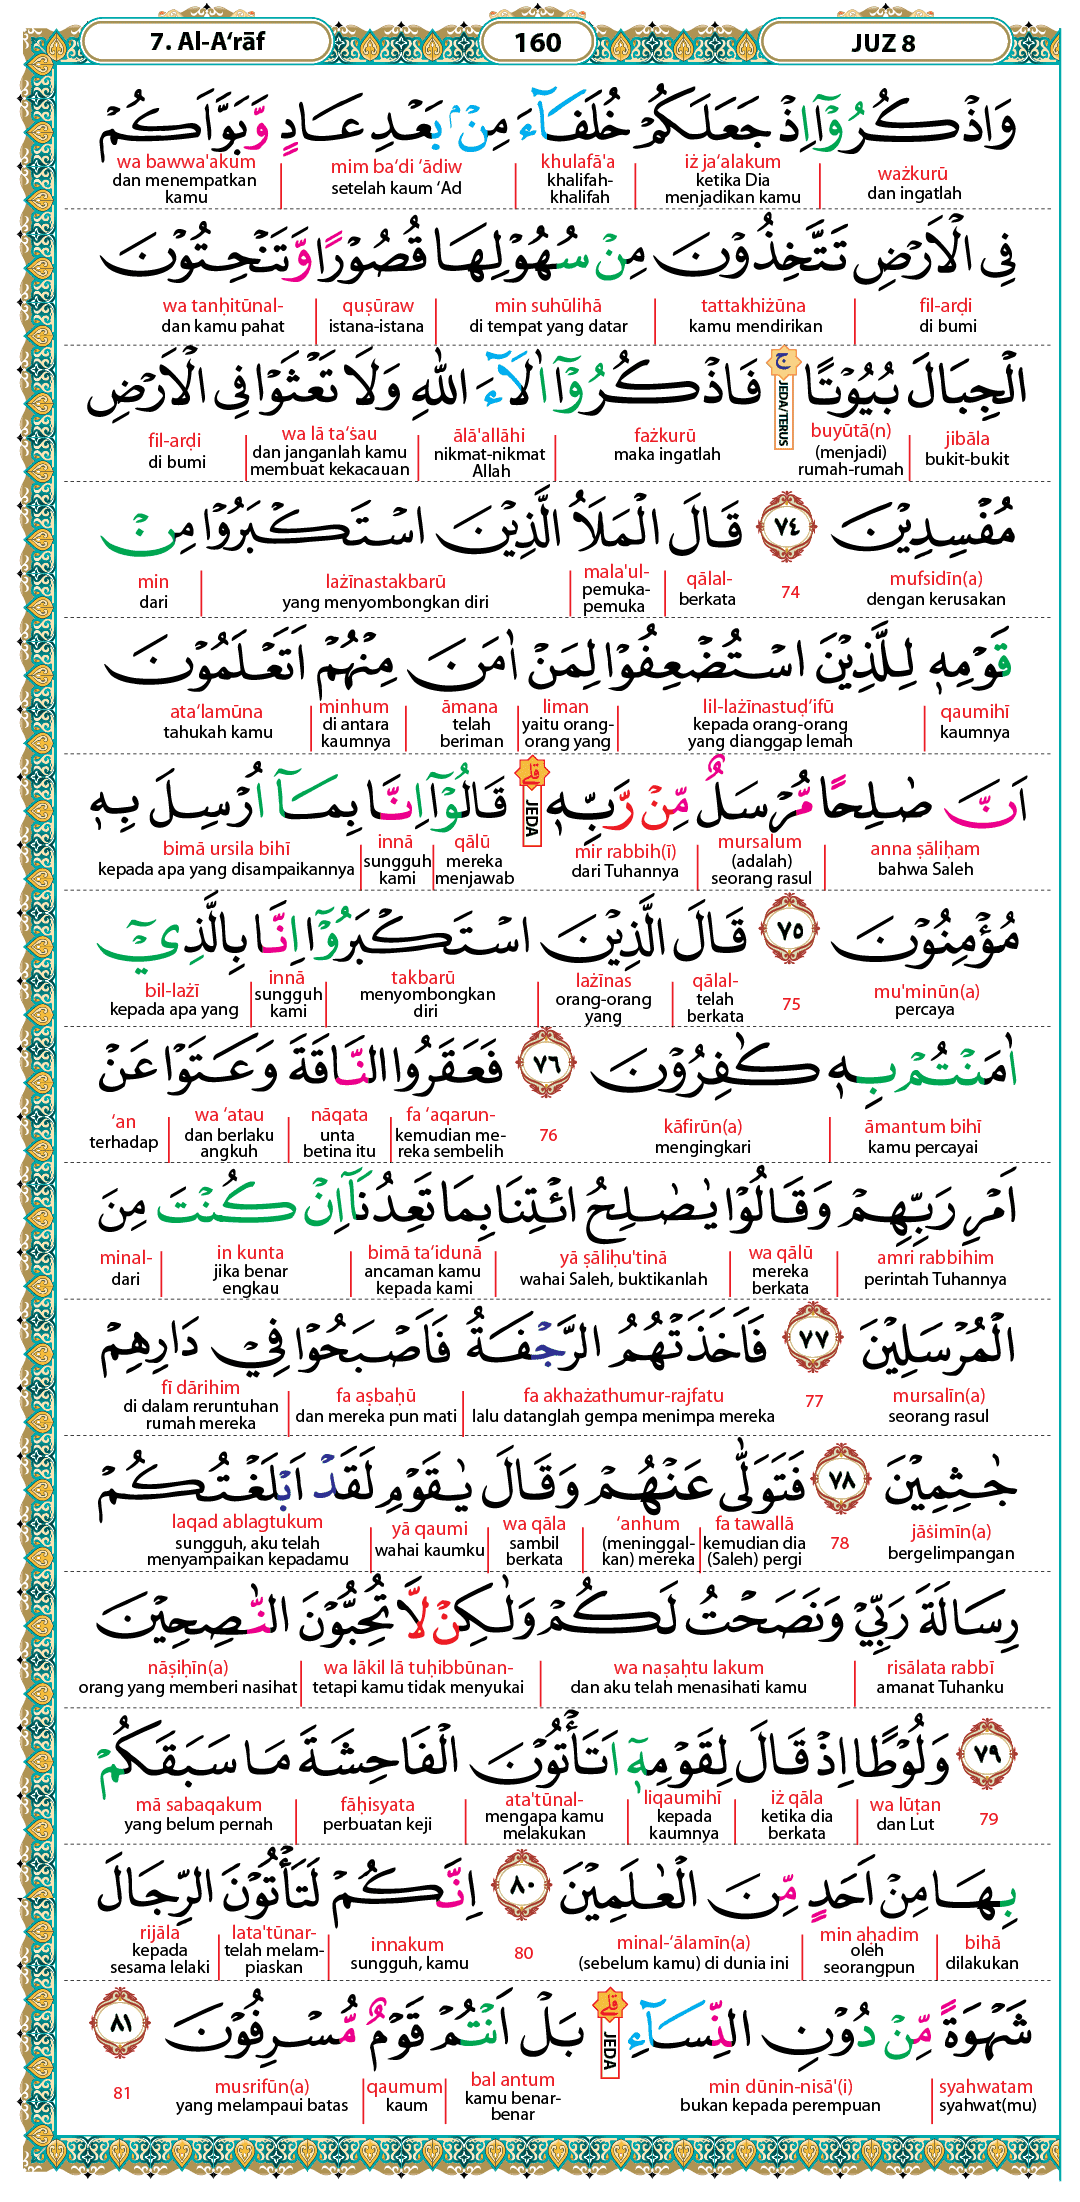 7. Al-A‘rāf
160
JUZ 8
وَاذْكُرُوْٓا اِذْ جَعَلَكُمْ خُلَفَاۤءَ مِنْۢ بَعْدِ عَادٍ وَّبَوَّاَكُمْ
ważkurū iż ja‘alakum khulafā'a mim ba‘di ‘ādiw wa bawwa'akum
dan ingatlah ketika Dia menjadikan kamu khalifah-khalifah setelah kaum ‘Ad dan menempatkan kamu
فِى الْاَرْضِ تَتَّخِذُوْنَ مِنْ سُهُوْلِهَا قُصُوْرًا وَّتَنْحِتُوْنَ
fil-arḍi tattakhiżūna min suhūlihā quṣūraw wa tanḥitūnal-
di bumi kamu mendirikan di tempat yang datar istana-istana dan kamu pahat
الْجِبَالَ بُيُوْتًا ۚ فَاذْكُرُوْٓا اٰلَاۤءَ اللّٰهِ وَلَا تَعْثَوْا فِى الْاَرْضِ
JEDA/TERUS
jibāla buyūtā(n) fażkurū ālā'allāhi wa lā ta‘ṡau fil-arḍi
bukit-bukit (menjadi) rumah-rumah maka ingatlah nikmat-nikmat Allah dan janganlah kamu membuat kekacauan di bumi
مُفْسِدِيْنَ ٧٤ قَالَ الْمَلَاُ الَّذِيْنَ اسْتَكْبَرُوْا مِنْ
mufsidīn(a) 74 qālal- mala'ul- lażīnastakbarū min
dengan kerusakan berkata pemuka-pemuka yang menyombongkan diri dari
قَوْمِهٖ لِلَّذِيْنَ اسْتُضْعِفُوْا لِمَنْ اٰمَنَ مِنْهُمْ اَتَعْلَمُوْنَ
qaumihī lil-lażīnastuḍ‘ifū liman āmana minhum ata‘lamūna
kaumnya kepada orang-orang yang dianggap lemah yaitu orang-orang yang telah beriman di antara kaumnya tahukah kamu
اَنَّ صٰلِحًا مُّرْسَلٌ مِّنْ رَّبِّهٖ ۗ قَالُوْٓا اِنَّا بِمَآ اُرْسِلَ بِهٖ
JEDA
anna ṣāliḥam mursalum mir rabbih(ī) qālū innā bimā ursila bihī
bahwa Saleh (adalah) seorang rasul dari Tuhannya mereka menjawab sungguh kami kepada apa yang disampaikannya
مُؤْمِنُوْنَ ٧٥ قَالَ الَّذِيْنَ اسْتَكْبَرُوْٓا اِنَّا بِالَّذِيْٓ
mu'minūn(a) 75 qālal- lażīnas takbarū innā bil-lażī
percaya telah berkata orang-orang yang menyombongkan diri sungguh kami kepada apa yang
اٰمَنْتُمْ بِهٖ كٰفِرُوْنَ ٧٦ فَعَقَرُوا النَّاقَةَ وَعَتَوْا عَنْ
āmantum bihī kāfirūn(a) 76 fa ‘aqarun- nāqata wa ‘atau ‘an
kamu percayai mengingkari kemudian mereka sembelih unta betina itu dan berlaku angkuh terhadap
اَمْرِ رَبِّهِمْ وَقَالُوْا يٰصٰلِحُ ائْتِنَا بِمَا تَعِدُنَآ اِنْ كُنْتَ مِنَ
amri rabbihim wa qālū yā ṣāliḥu'tinā bimā ta‘idunā in kunta minal-
perintah Tuhannya mereka berkata wahai Saleh, buktikanlah ancaman kamu kepada kami jika benar engkau dari
الْمُرْسَلِيْنَ ٧٧ فَاَخَذَتْهُمُ الرَّجْفَةُ فَاَصْبَحُوْا فِيْ دَارِهِمْ
mursalīn(a) 77 fa akhażathumur-rajfatu fa aṣbaḥū fī dārihim
seorang rasul lalu datanglah gempa menimpa mereka dan mereka pun mati di dalam reruntuhan rumah mereka
جٰثِمِيْنَ ٧٨ فَتَوَلّٰى عَنْهُمْ وَقَالَ يٰقَوْمِ لَقَدْ اَبْلَغْتُكُمْ
jāṡimīn(a) 78 fa tawallā ‘anhum wa qāla yā qaumi laqad ablagtukum
bergelimpangan kemudian dia (Saleh) pergi (meninggalkan) mereka sambil berkata wahai kaumku sungguh, aku telah menyampaikan kepadamu
رِسَالَةَ رَبِّيْ وَنَصَحْتُ لَكُمْ وَلٰكِنْ لَّا تُحِبُّوْنَ النّٰصِحِيْنَ
risālata rabbī wa naṣaḥtu lakum wa lākil lā tuḥibbūnan- nāṣiḥīn(a)
amanat Tuhanku dan aku telah menasihati kamu tetapi kamu tidak menyukai orang yang memberi nasihat
٧٩ وَلُوْطًا اِذْ قَالَ لِقَوْمِهٖٓ اَتَأْتُوْنَ الْفَاحِشَةَ مَا سَبَقَكُمْ
79 wa lūṭan iż qāla liqaumihī ata'tūnal- fāḥisyata mā sabaqakum
dan Lut ketika dia berkata kepada kaumnya mengapa kamu melakukan perbuatan keji yang belum pernah
بِهَا مِنْ اَحَدٍ مِّنَ الْعٰلَمِيْنَ ٨٠ اِنَّكُمْ لَتَأْتُوْنَ الرِّجَالَ
bihā min aḥadim minal-‘ālamīn(a) 80 innakum lata'tūnar- rijāla
dilakukan oleh seorangpun (sebelum kamu) di dunia ini sungguh, kamu telah melampiaskan kepada sesama lelaki
شَهْوَةً مِّنْ دُوْنِ النِّسَاۤءِ ۗ بَلْ اَنْتُمْ قَوْمٌ مُّسْرِفُوْنَ ٨١
JEDA
syahwatam min dūnin-nisā'(i) bal antum qaumum musrifūn(a) 81
syahwat(mu) bukan kepada perempuan kamu benar-benar kaum yang melampaui batas